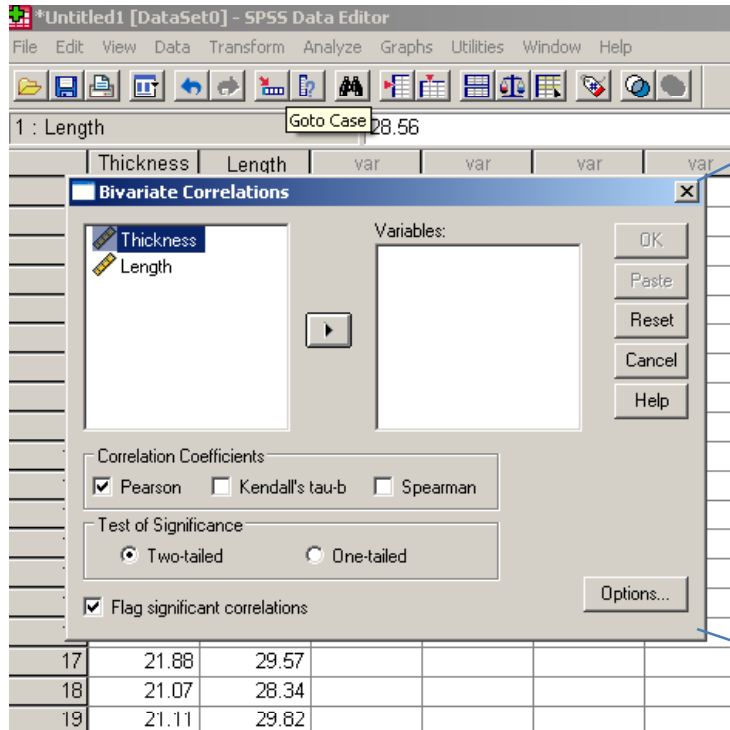 *Untitled1 [DataSet0] - SPSS Data Editor
File Edit View Data Transform Analyze Graphs Utilities Window Help
Goto Case
1 : Length 28.56
Thickness Length var var var var
Bivariate Correlations
Thickness
Length
Variables:
OK
Paste
Reset
Cancel
Help
Correlation Coefficients
Pearson Kendall's tau-b Spearman
Test of Significance
Two-tailed One-tailed
Flag significant correlations
Options...
17 21.88 29.57
18 21.07 28.34
19 21.11 29.82